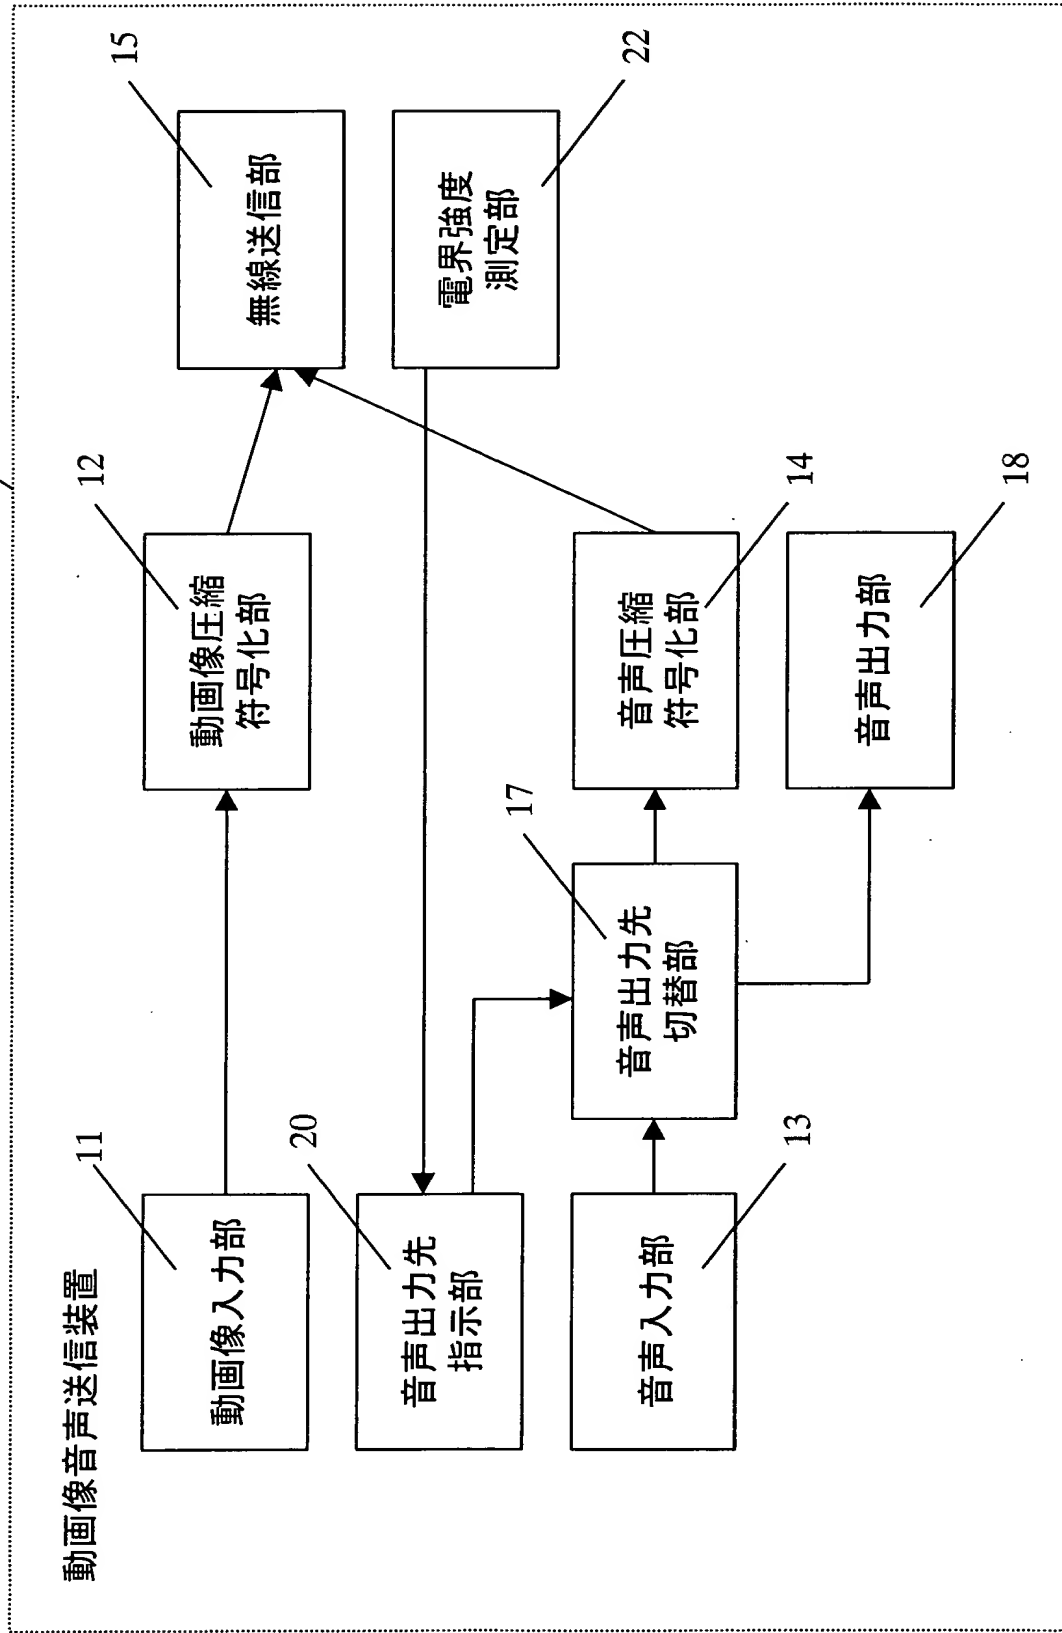 動画像音声送信装置
11
動画像入力部
12
動画像圧縮
符号化部
15
無線送信部
20
音声出力先
指示部
22
電界強度
測定部
13
音声入力部
17
音声出力先
切替部
14
音声圧縮
符号化部
18
音声出力部